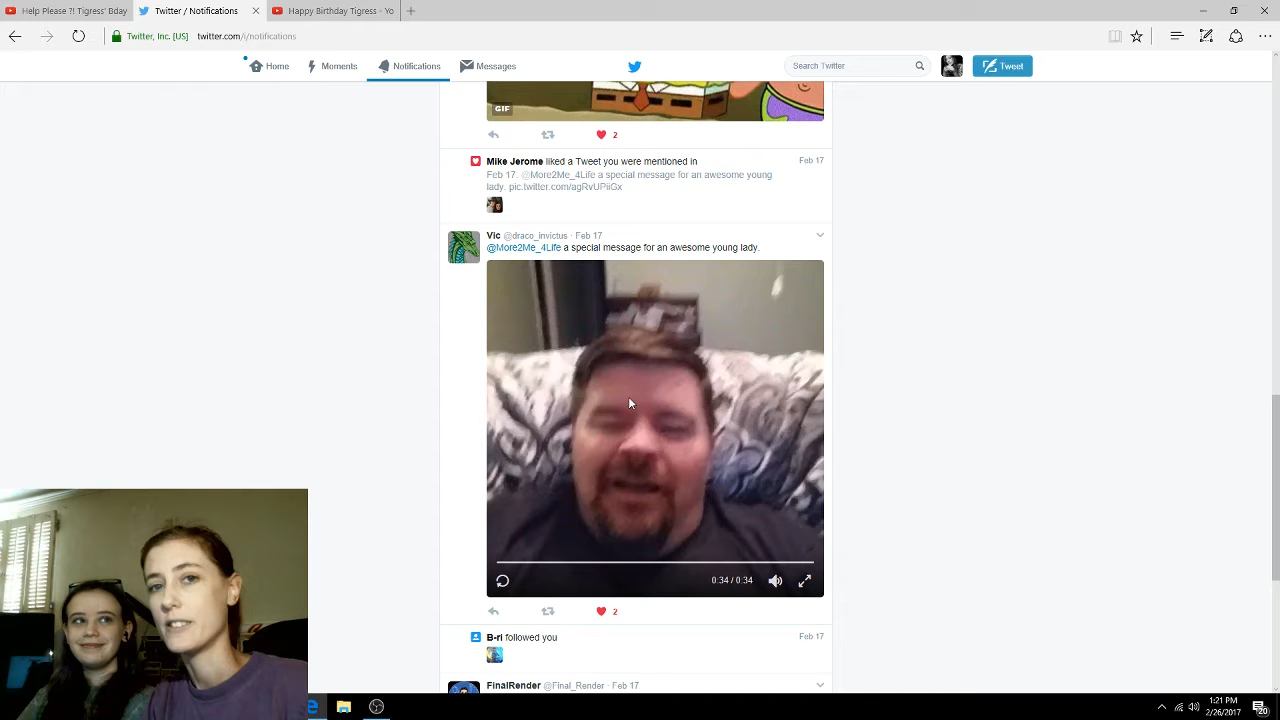 Help Please ?! Tigress' Bday
Twitter / Notifications
Happy Birthday Tigress - Yo
Twitter, Inc. [US] twitter.com/i/notifications
Home Moments Notifications Messages
Search Twitter
Tweet
GIF
2
Mike Jerome liked a Tweet you were mentioned in Feb 17
Feb 17. @More2Me_4Life a special message for an awesome young
lady. pic.twitter.com/agRvUPiiGx
Vic @draco_invictus · Feb 17
@More2Me_4Life a special message for an awesome young lady.
0:34 / 0:34
2
B-ri followed you Feb 17
FinalRender @Final_Render · Feb 17
1:21 PM
2/26/2017
20